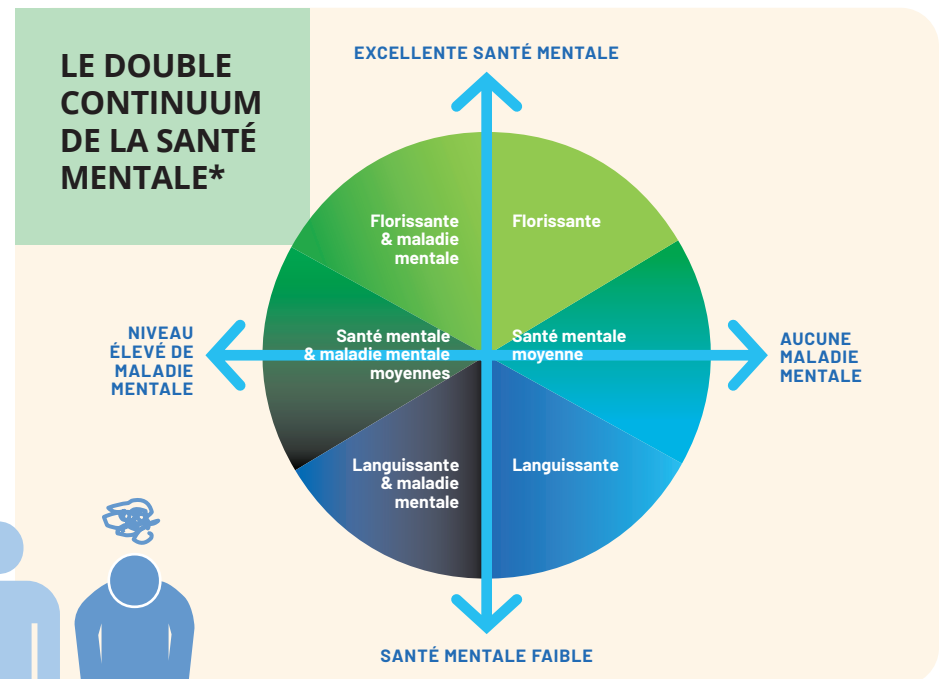 LE DOUBLE
CONTINUUM
DE LA SANTÉ
MENTALE*
EXCELLENTE SANTÉ MENTALE
Florissante
& maladie
mentale
Florissante
NIVEAU
ÉLEVÉ DE
MALADIE
MENTALE
Santé mentale
& maladie mentale
moyennes
Santé mentale
moyenne
AUCUNE
MALADIE
MENTALE
Languissante
& maladie
mentale
Languissante
SANTÉ MENTALE FAIBLE